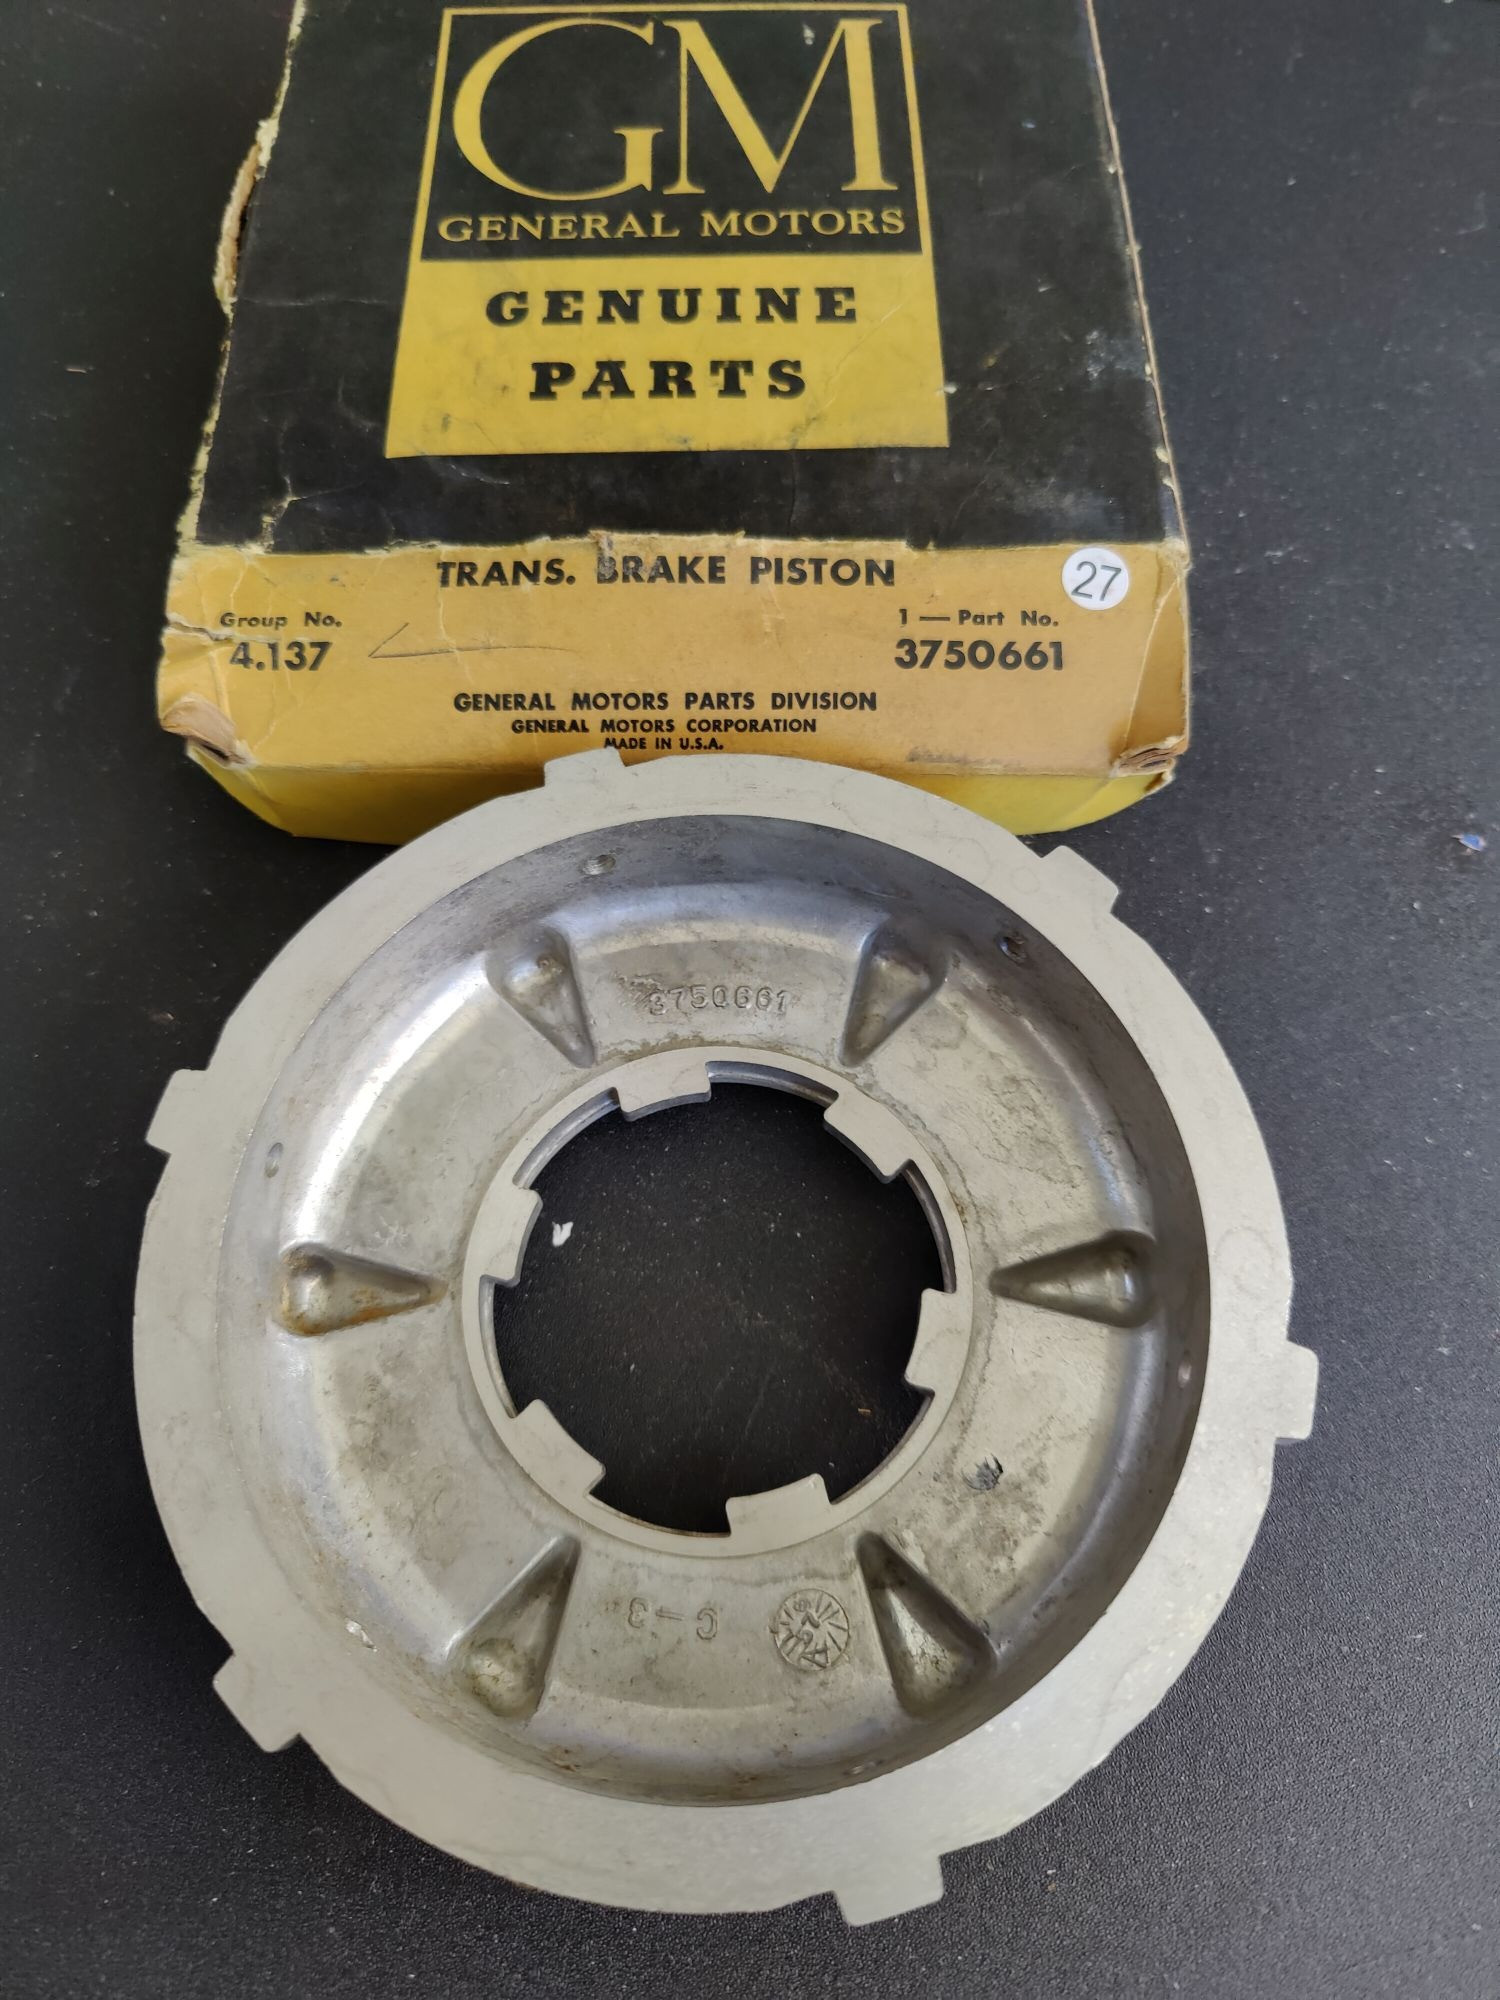 GM
GENERAL MOTORS
GENUINE
PARTS
TRANS. BRAKE PISTON
27
Group No.
1 — Part No.
4.137
3750661
GENERAL MOTORS PARTS DIVISION
GENERAL MOTORS CORPORATION
MADE IN U.S.A.
3750661
C-3